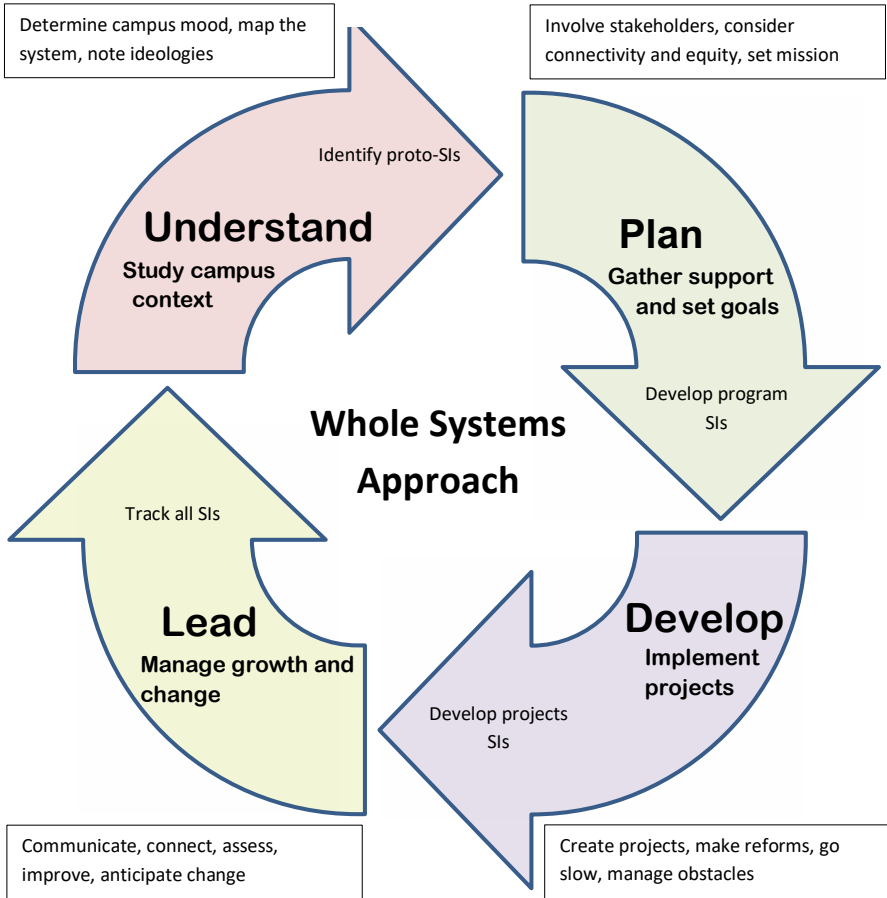 Determine campus mood, map the
system, note ideologies
Involve stakeholders, consider
connectivity and equity, set mission
Identify proto-SIs
Understand
Study campus
context
Plan
Gather support
and set goals
Develop program
SIs
Whole Systems
Approach
Track all SIs
Lead
Manage growth and
change
Develop
Implement
projects
Develop projects
SIs
Communicate, connect, assess,
improve, anticipate change
Create projects, make reforms, go
slow, manage obstacles